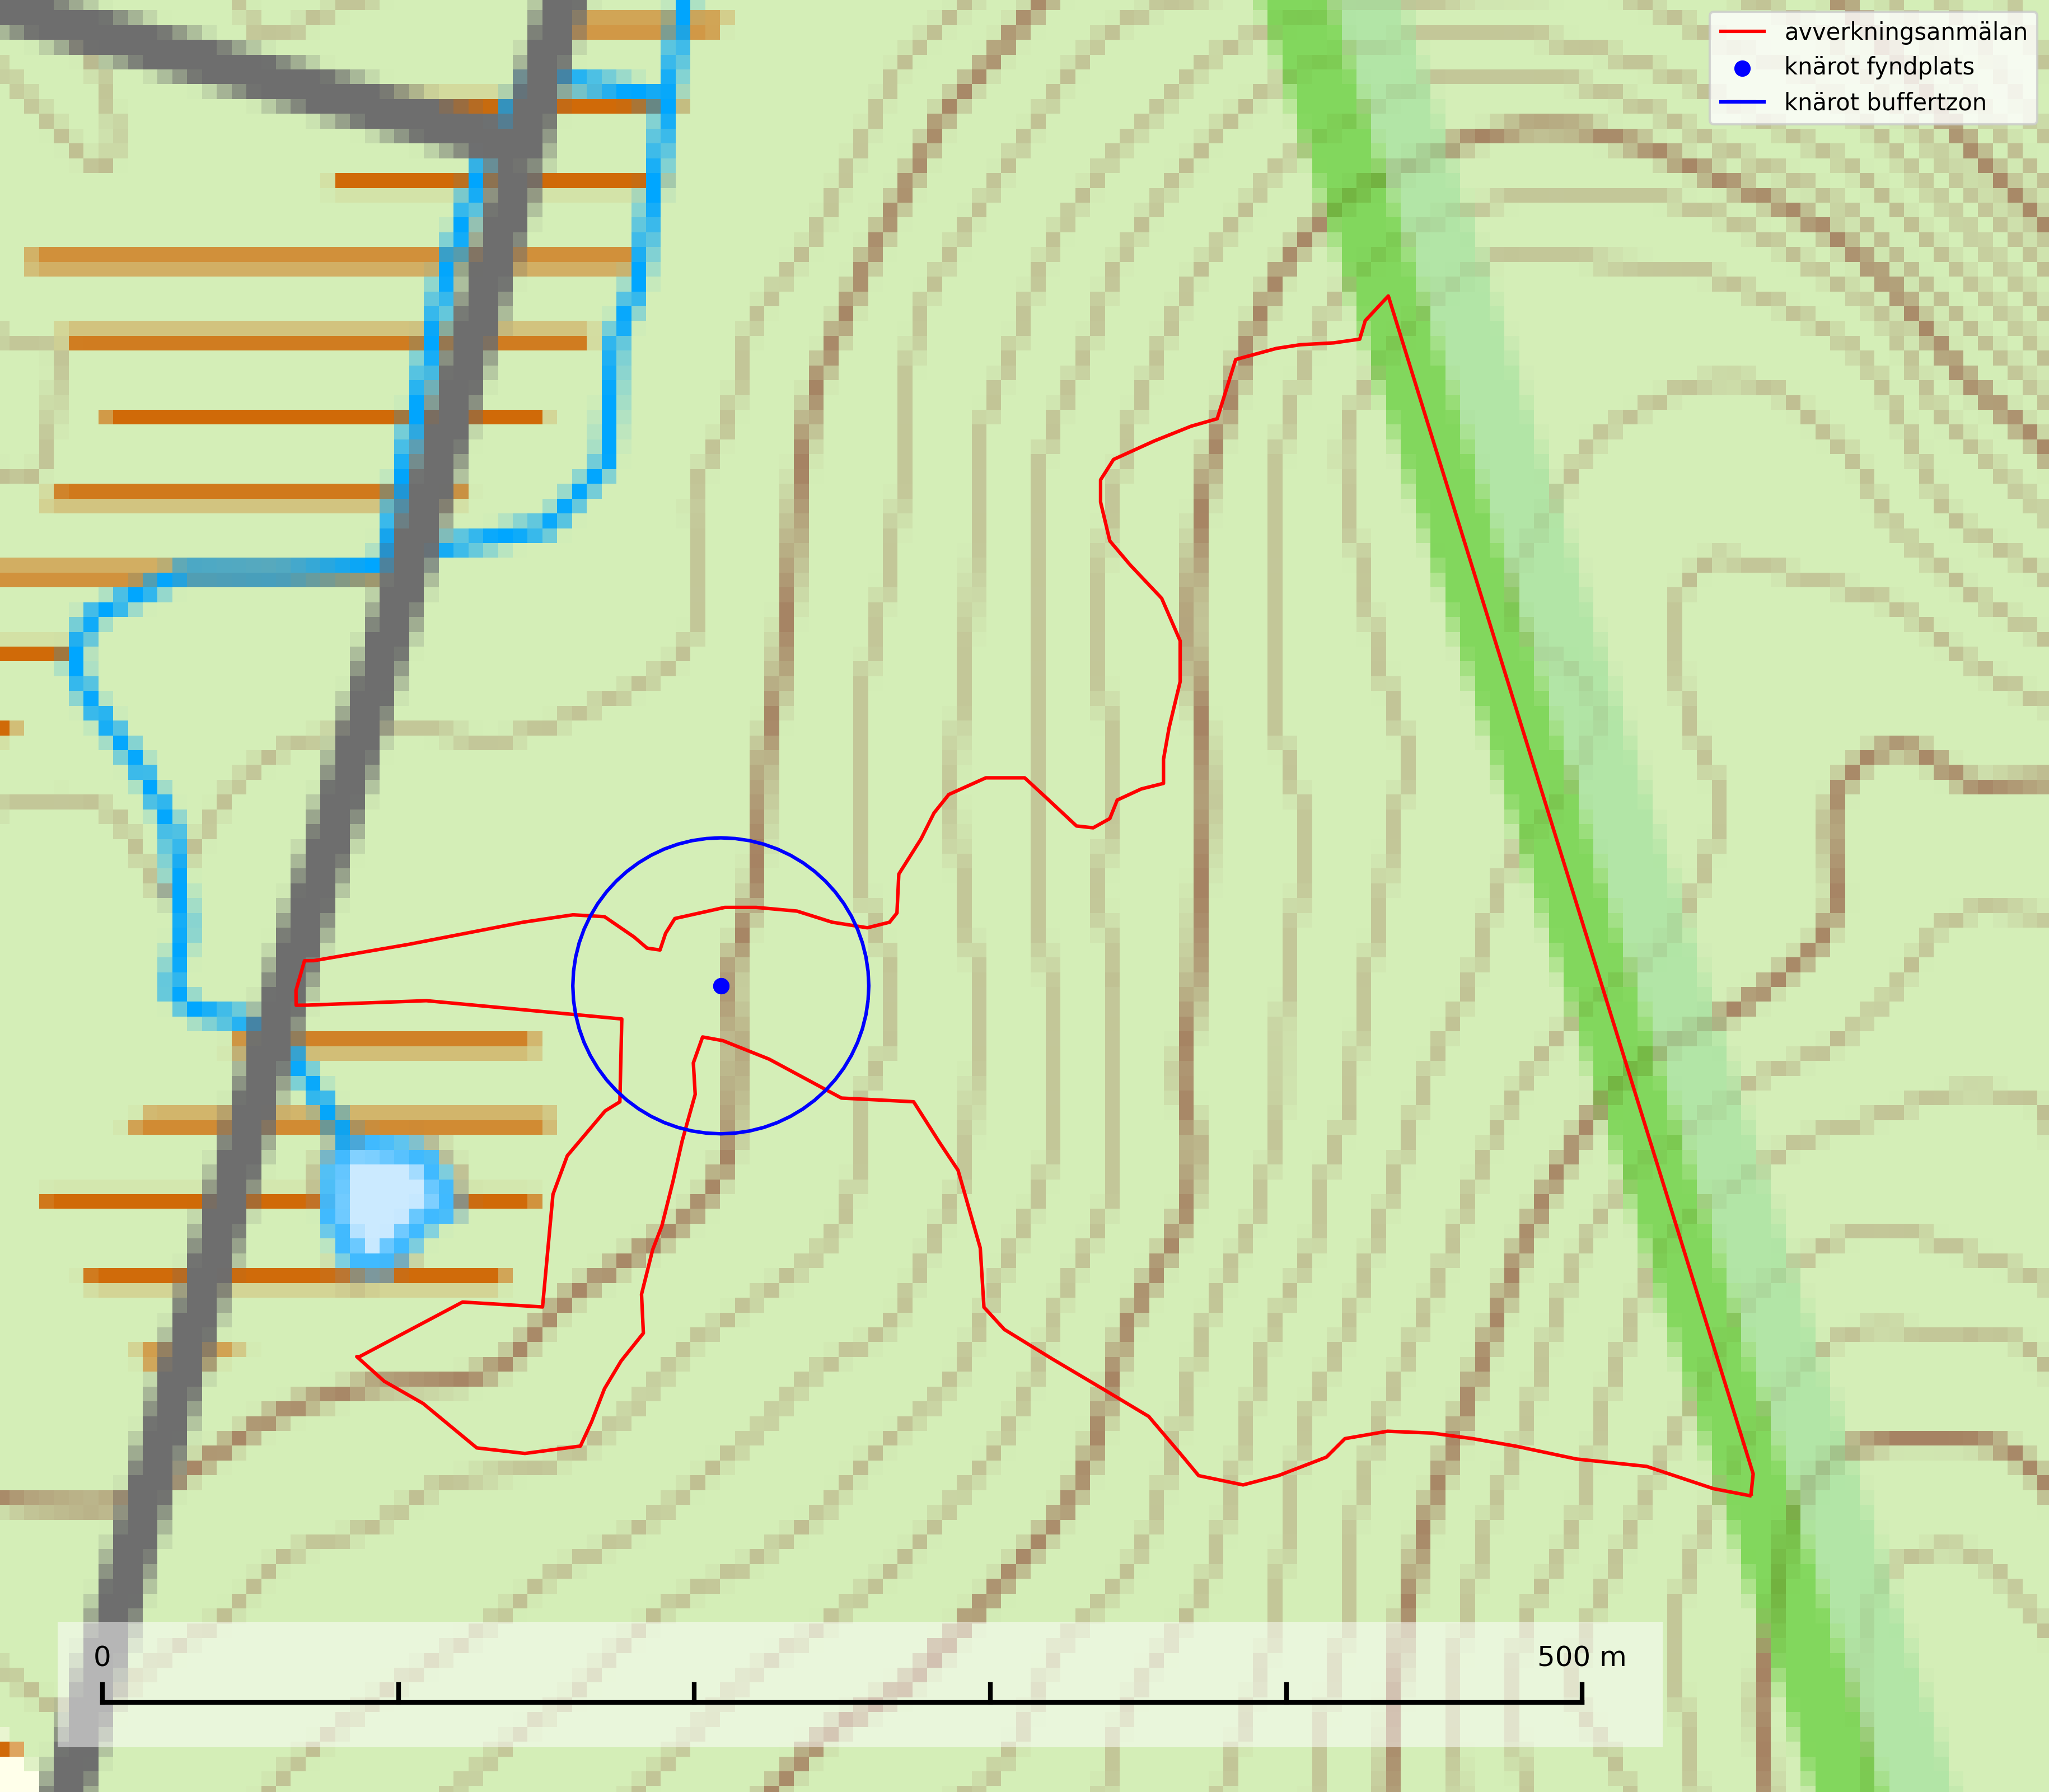 avverkningsanmälan
knärot fyndplats
knärot buffertzon
0
500 m